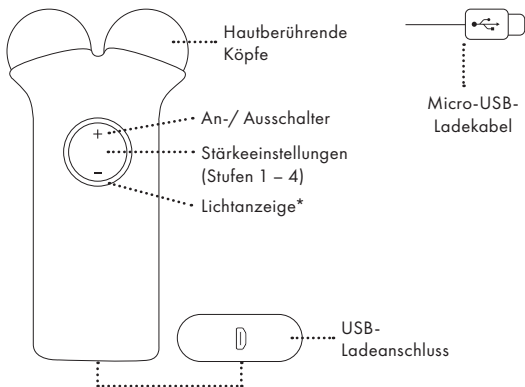 Hautberührende
Köpfe
An-/ Ausschalter
Stärkeeinstellungen
(Stufen 1 – 4)
Lichtanzeige*
Micro-USB-
Ladekabel
USB-
Ladeanschluss
+
–